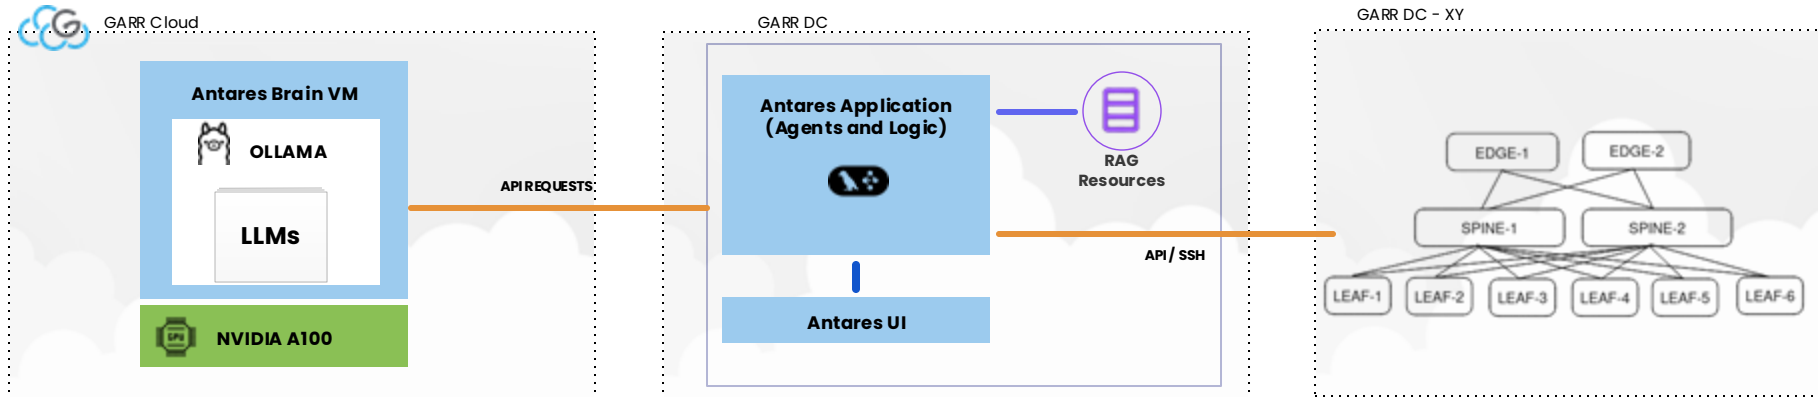 GARR Cloud
Antares Brain VM
OLLAMA
LLMs
GPU
NVIDIA A100
API REQUESTS
GARR DC
Antares Application
(Agents and Logic)
RAG
Resources
API / SSH
Antares UI
GARR DC - XY
EDGE-1
EDGE-2
SPINE-1
SPINE-2
LEAF-1
LEAF-2
LEAF-3
LEAF-4
LEAF-5
LEAF-6